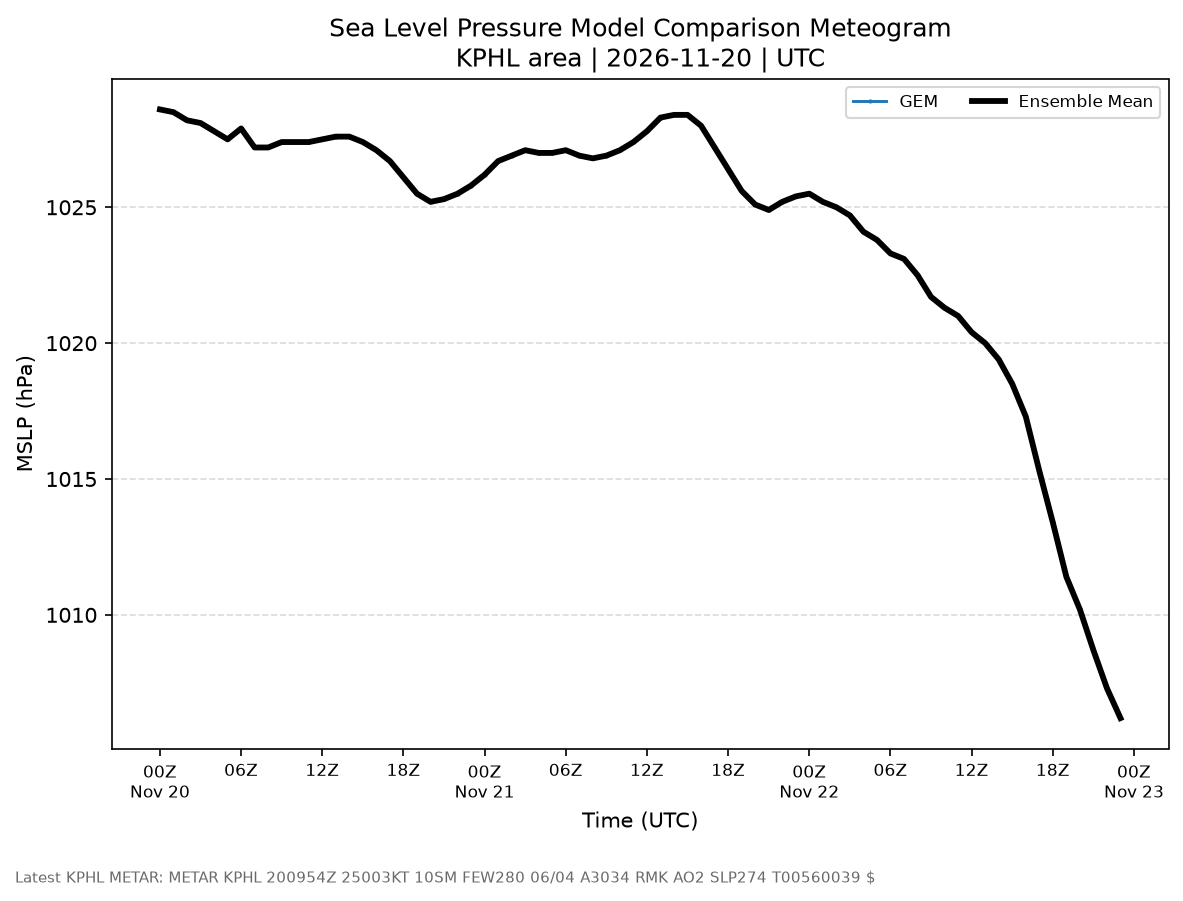 Sea Level Pressure Model Comparison Meteogram
KPHL area | 2026-11-20 | UTC
GEM
Ensemble Mean
1025
1020
1015
1010
MSLP (hPa)
00Z 06Z 12Z 18Z 00Z 06Z 12Z 18Z 00Z 06Z 12Z 18Z 00Z
Nov 20 Nov 21 Nov 22 Nov 23
Time (UTC)
Latest KPHL METAR: METAR KPHL 200954Z 25003KT 10SM FEW280 06/04 A3034 RMK AO2 SLP274 T00560039 $